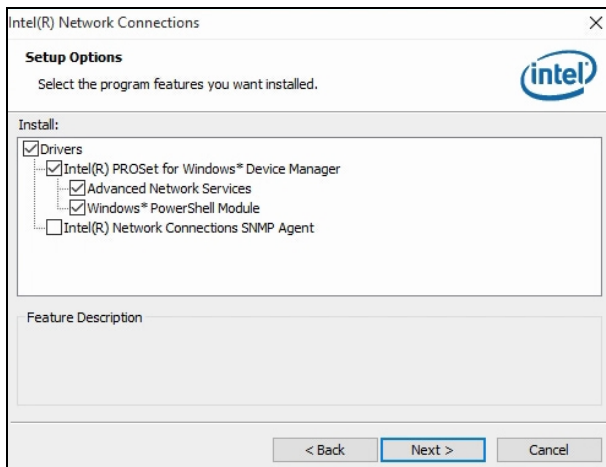 Intel(R) Network Connections
Setup Options
Select the program features you want installed.
intel
Install:
Drivers
Intel(R) PROSet for Windows* Device Manager
Advanced Network Services
Windows* PowerShell Module
Intel(R) Network Connections SNMP Agent
Feature Description
< Back
Next >
Cancel